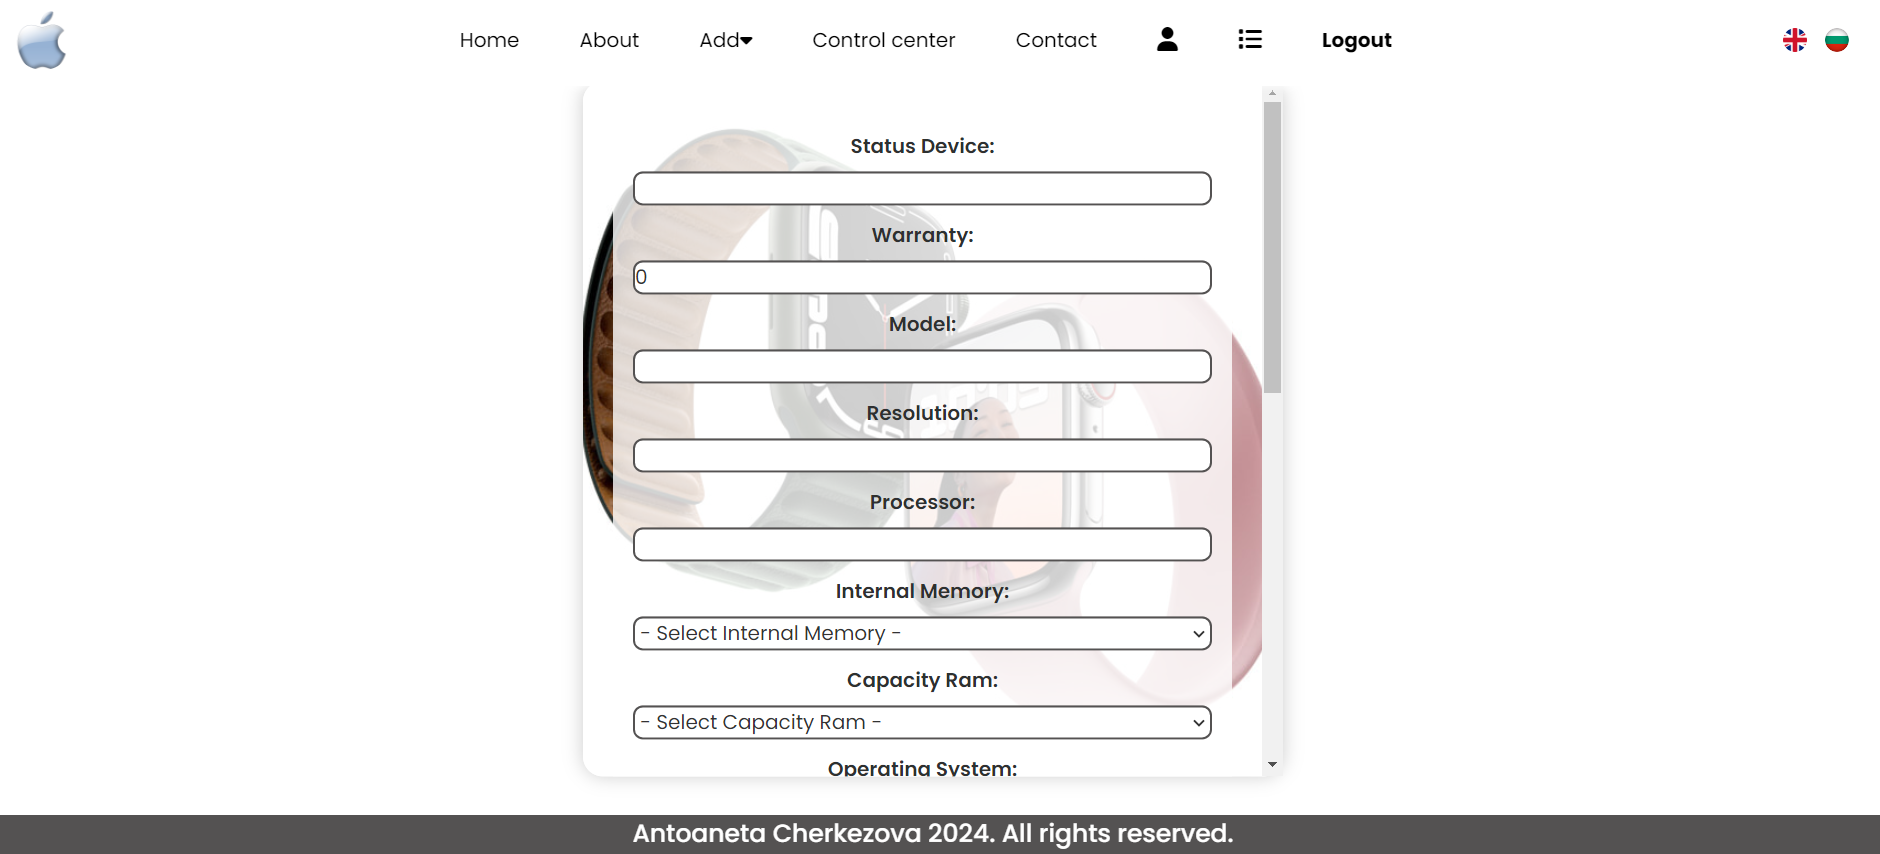 Home About Add Control center Contact Logout
Status Device:
Warranty:
0
Model:
Resolution:
Processor:
Internal Memory:
- Select Internal Memory -
Capacity Ram:
- Select Capacity Ram -
Operating System:
Antoaneta Cherkezova 2024. All rights reserved.